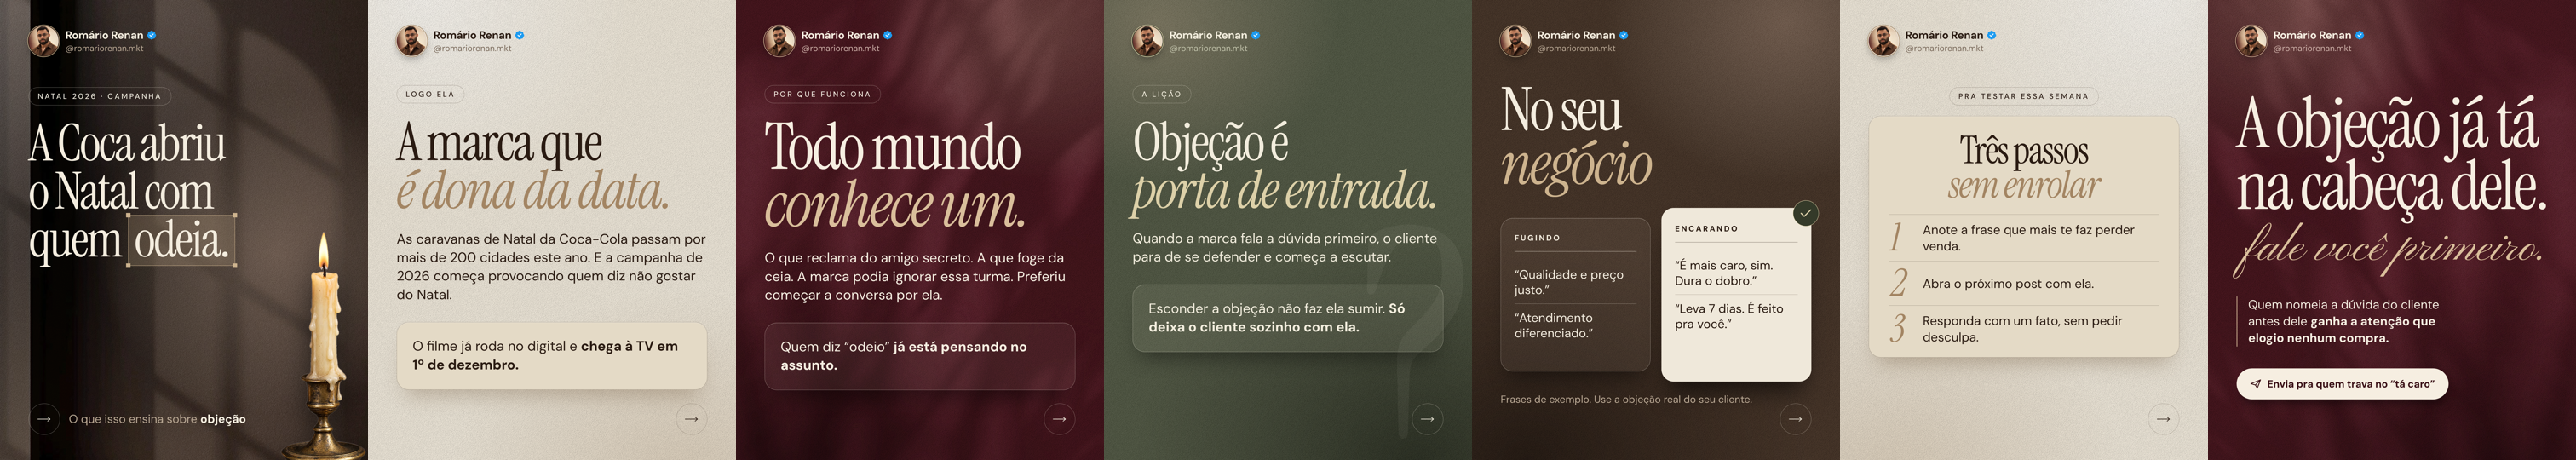 Romário Renan
@romariorenan.mkt
NATAL 2026 · CAMPANHA
A Coca abriu
o Natal com
quem odeia.
→ O que isso ensina sobre objeção
Romário Renan
@romariorenan.mkt
LOGO ELA
A marca que
é dona da data.
As caravanas de Natal da Coca-Cola passam por
mais de 200 cidades este ano. E a campanha de
2026 começa provocando quem diz não gostar
do Natal.
O filme já roda no digital e chega à TV em
1º de dezembro.
→
Romário Renan
@romariorenan.mkt
POR QUE FUNCIONA
Todo mundo
conhece um.
O que reclama do amigo secreto. A que foge da
ceia. A marca podia ignorar essa turma. Preferiu
começar a conversa por ela.
Quem diz “odeio” já está pensando no
assunto.
→
Romário Renan
@romariorenan.mkt
A LIÇÃO
Objeção é
porta de entrada.
Quando a marca fala a dúvida primeiro, o cliente
para de se defender e começa a escutar.
Esconder a objeção não faz ela sumir. Só
deixa o cliente sozinho com ela.
?
→
Romário Renan
@romariorenan.mkt
No seu
negócio
FUGINDO
“Qualidade e preço
justo.”
“Atendimento
diferenciado.”
ENCARANDO
“É mais caro, sim.
Dura o dobro.”
“Leva 7 dias. É feito
pra você.”
Frases de exemplo. Use a objeção real do seu cliente.
→
Romário Renan
@romariorenan.mkt
PRA TESTAR ESSA SEMANA
Três passos
sem enrolar
1 Anote a frase que mais te faz perder
venda.
2 Abra o próximo post com ela.
3 Responda com um fato, sem pedir
desculpa.
→
Romário Renan
@romariorenan.mkt
A objeção já tá
na cabeça dele.
fale você primeiro.
Quem nomeia a dúvida do cliente
antes dele ganha a atenção que
elogio nenhum compra.
Envia pra quem trava no “tá caro”